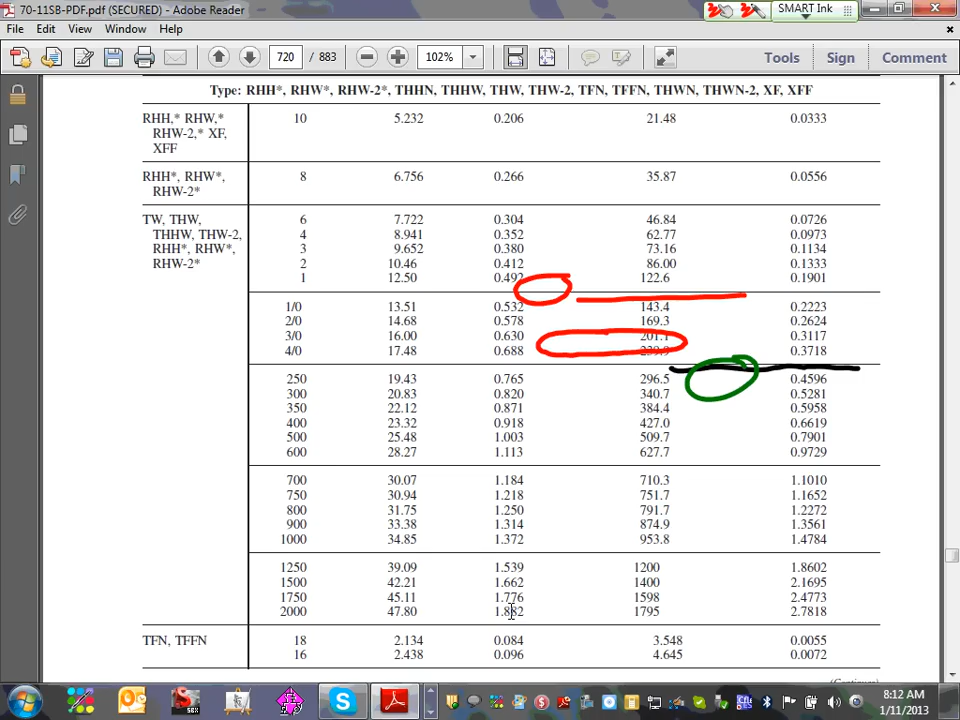 70-11SB-PDF.pdf (SECURED) - Adobe Reader
SMART Ink
File Edit View Window Help
720 / 883 102% Tools Sign Comment
Type: RHH*, RHW*, RHW-2*, THHN, THHW, THW, THW-2, TFN, TFFN, THWN, THWN-2, XF, XFF
RHH,* RHW,* 10 5.232 0.206 21.48 0.0333
RHW-2,* XF,
XFF
RHH*, RHW*, 8 6.756 0.266 35.87 0.0556
RHW-2*
TW, THW, 6 7.722 0.304 46.84 0.0726
THHW, THW-2, 4 8.941 0.352 62.77 0.0973
RHH*, RHW*, 3 9.652 0.380 73.16 0.1134
RHW-2* 2 10.46 0.412 86.00 0.1333
1 12.50 0.492 122.6 0.1901
1/0 13.51 0.532 143.4 0.2223
2/0 14.68 0.578 169.3 0.2624
3/0 16.00 0.630 201.1 0.3117
4/0 17.48 0.688 239.9 0.3718
250 19.43 0.765 296.5 0.4596
300 20.83 0.820 340.7 0.5281
350 22.12 0.871 384.4 0.5958
400 23.32 0.918 427.0 0.6619
500 25.48 1.003 509.7 0.7901
600 28.27 1.113 627.7 0.9729
700 30.07 1.184 710.3 1.1010
750 30.94 1.218 751.7 1.1652
800 31.75 1.250 791.7 1.2272
900 33.38 1.314 874.9 1.3561
1000 34.85 1.372 953.8 1.4784
1250 39.09 1.539 1200 1.8602
1500 42.21 1.662 1400 2.1695
1750 45.11 1.776 1598 2.4773
2000 47.80 1.882 1795 2.7818
TFN, TFFN 18 2.134 0.084 3.548 0.0055
16 2.438 0.096 4.645 0.0072
8:12 AM
1/11/2013